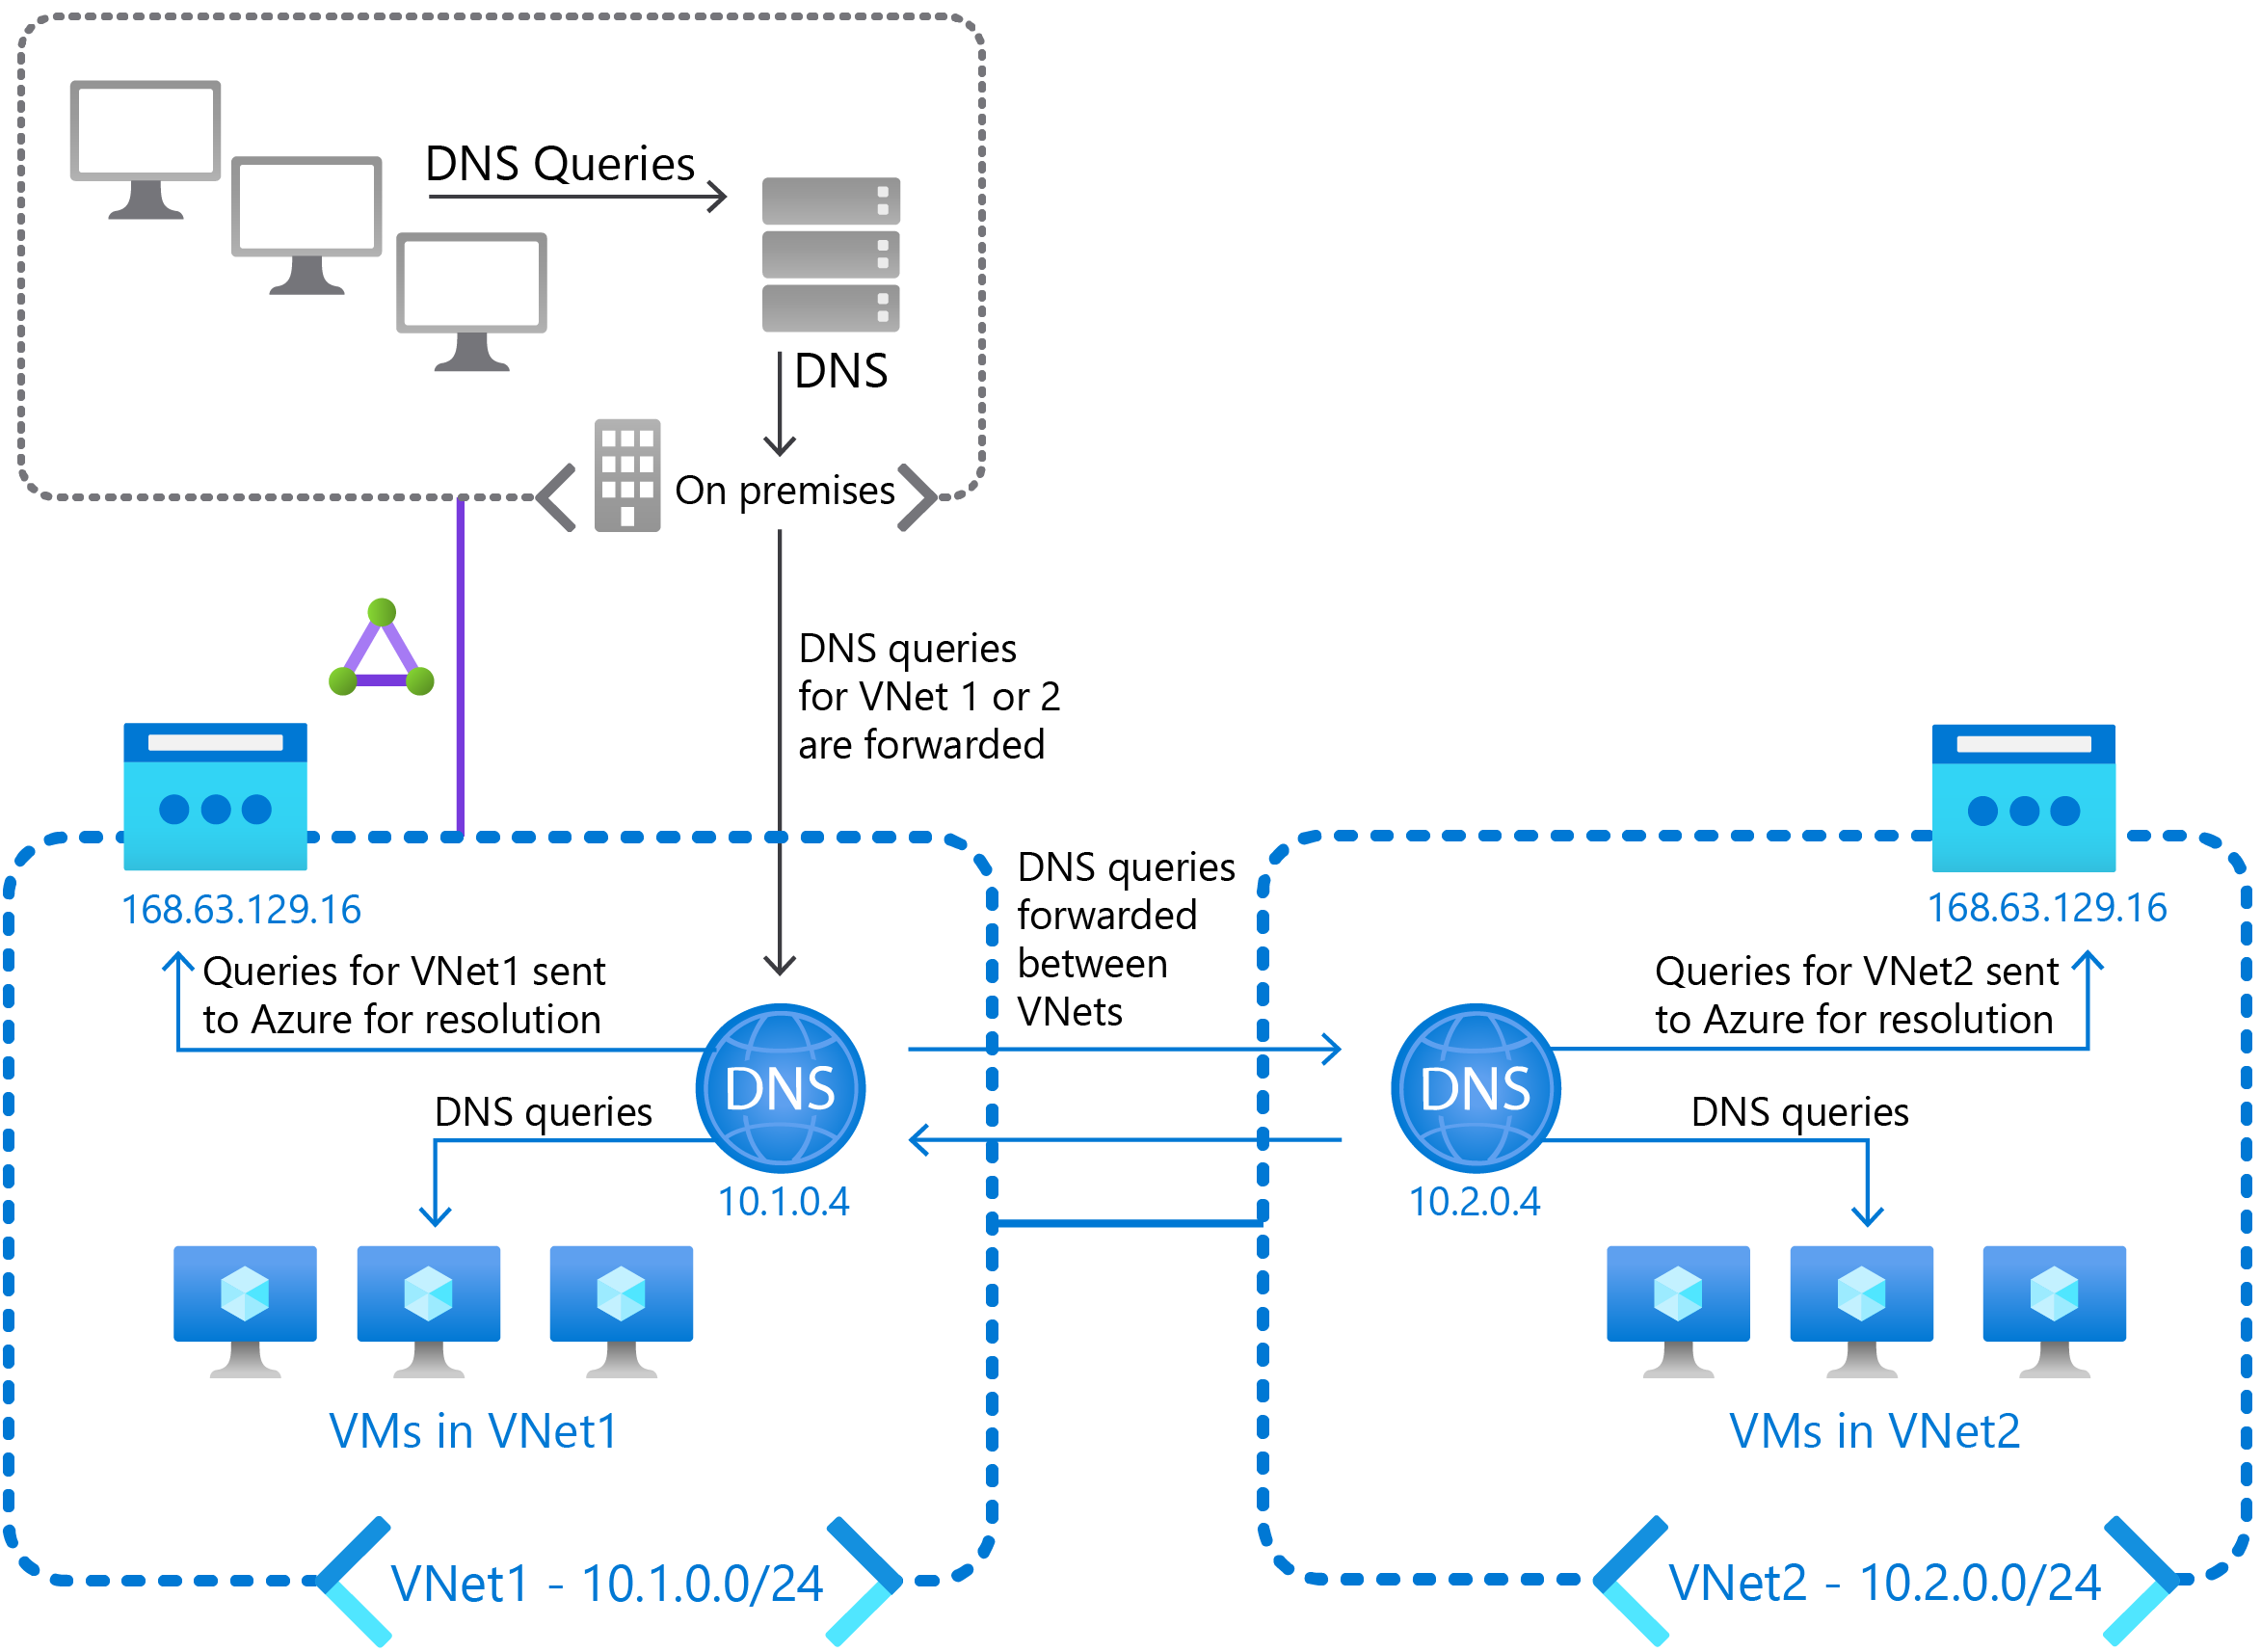 DNS Queries
DNS
On premises
DNS queries
for VNet 1 or 2
are forwarded
168.63.129.16
Queries for VNet1 sent
to Azure for resolution
DNS
DNS queries
10.1.0.4
VMs in VNet1
VNet1 - 10.1.0.0/24
DNS queries
forwarded
between
VNets
168.63.129.16
Queries for VNet2 sent
to Azure for resolution
DNS
DNS queries
10.2.0.4
VMs in VNet2
VNet2 - 10.2.0.0/24